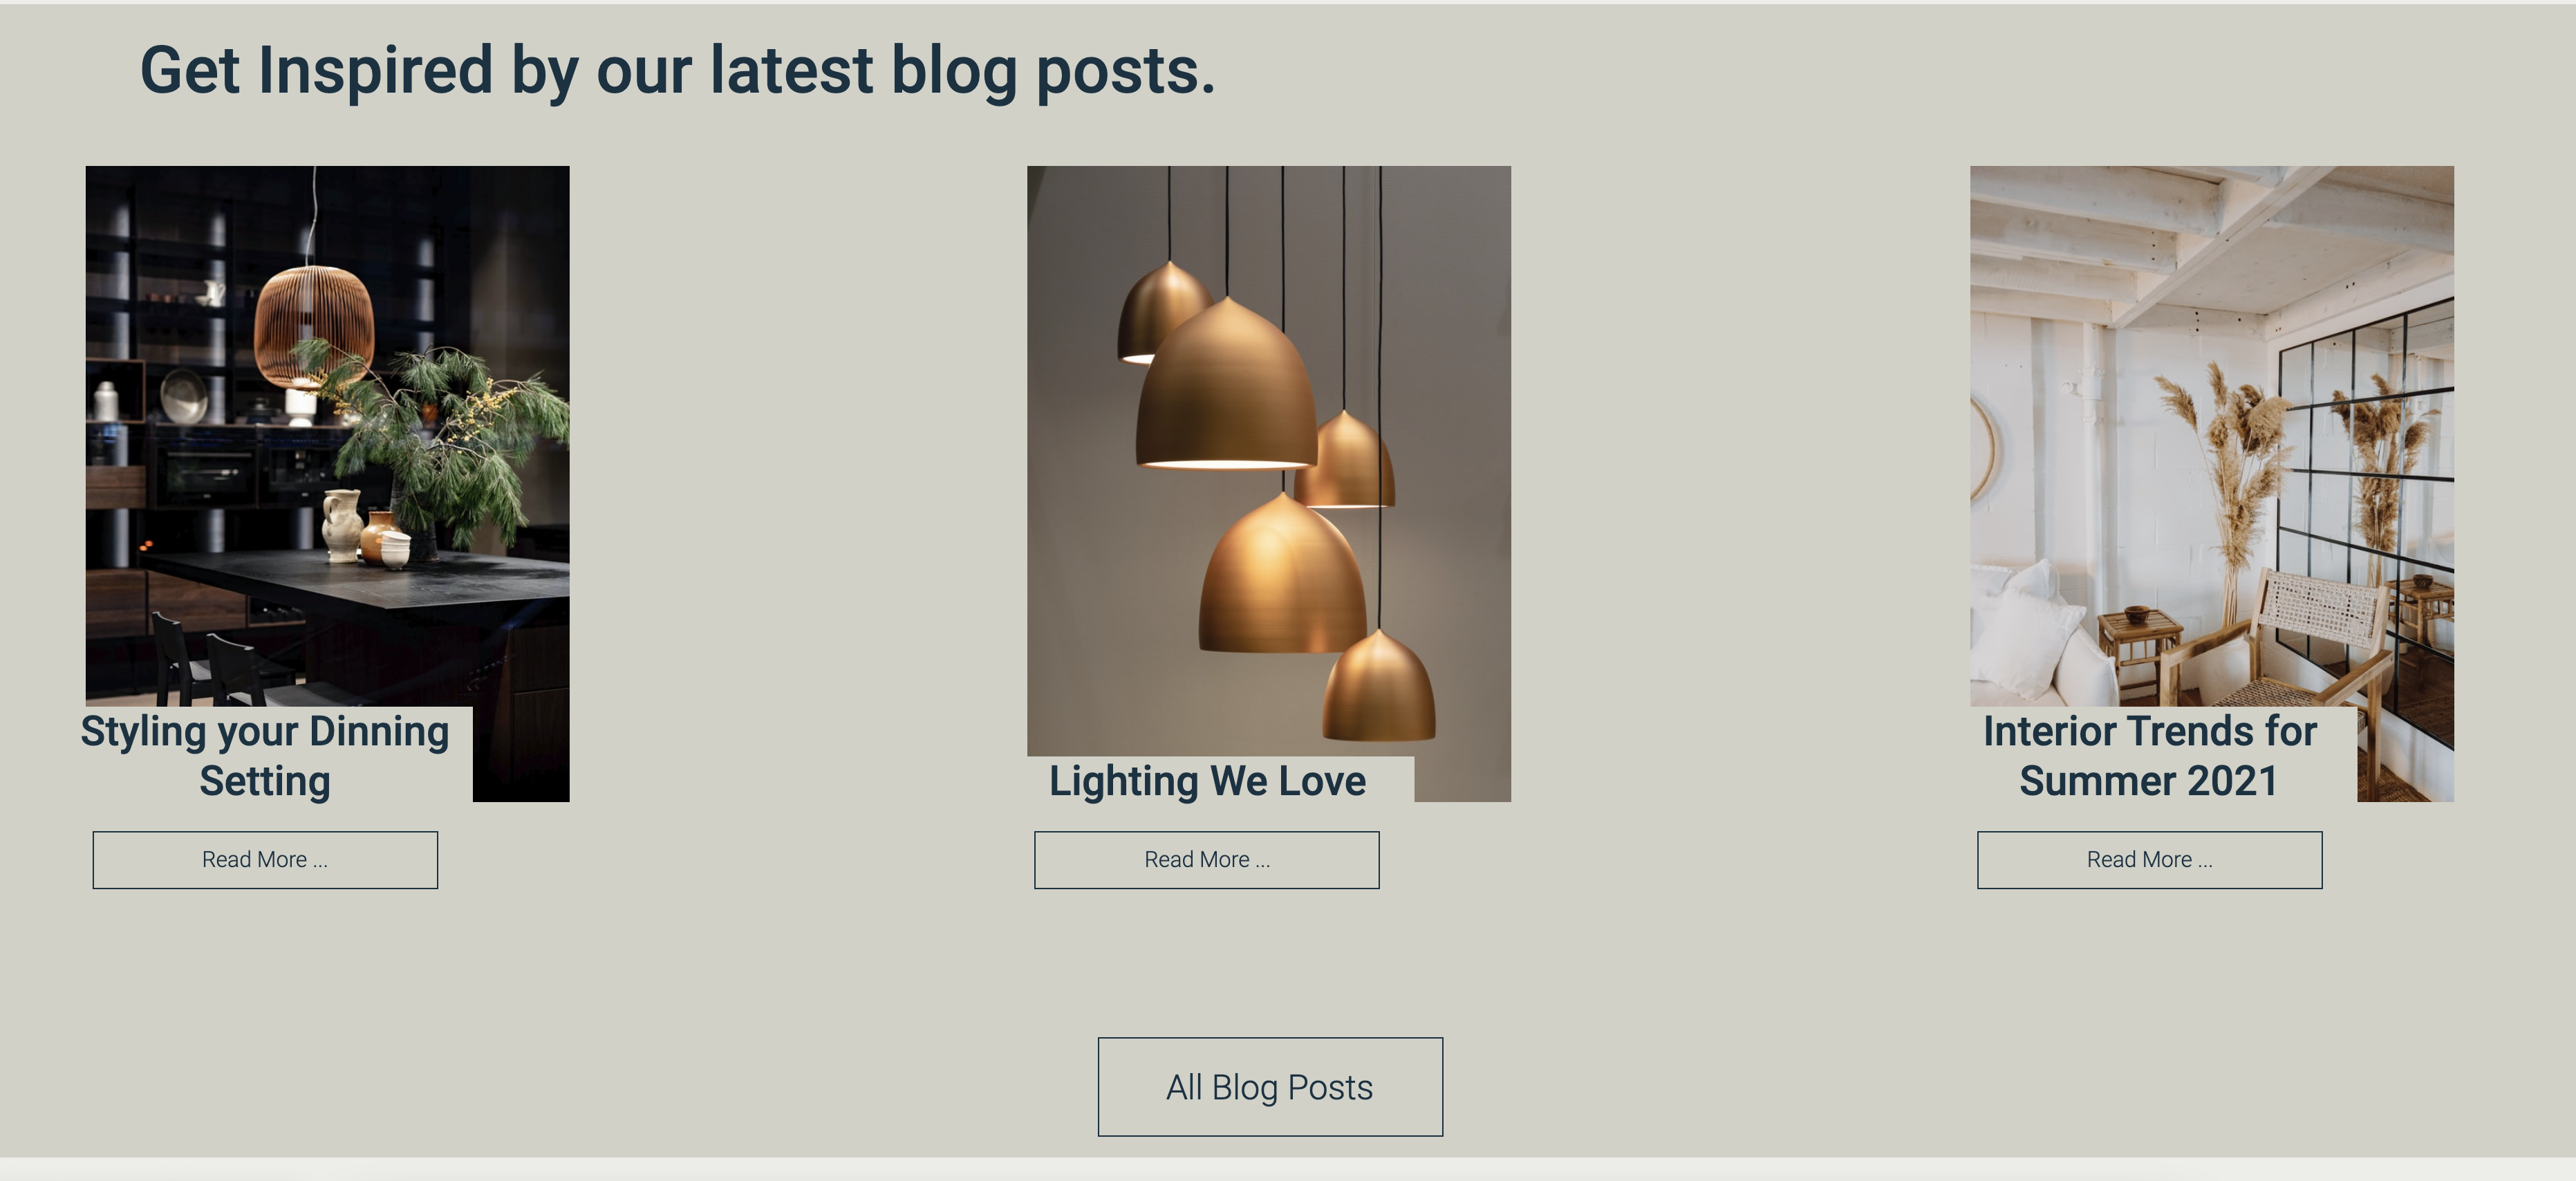 Get Inspired by our latest blog posts.
Styling your Dinning
Setting
Read More ...
Lighting We Love
Read More ...
Interior Trends for
Summer 2021
Read More ...
All Blog Posts